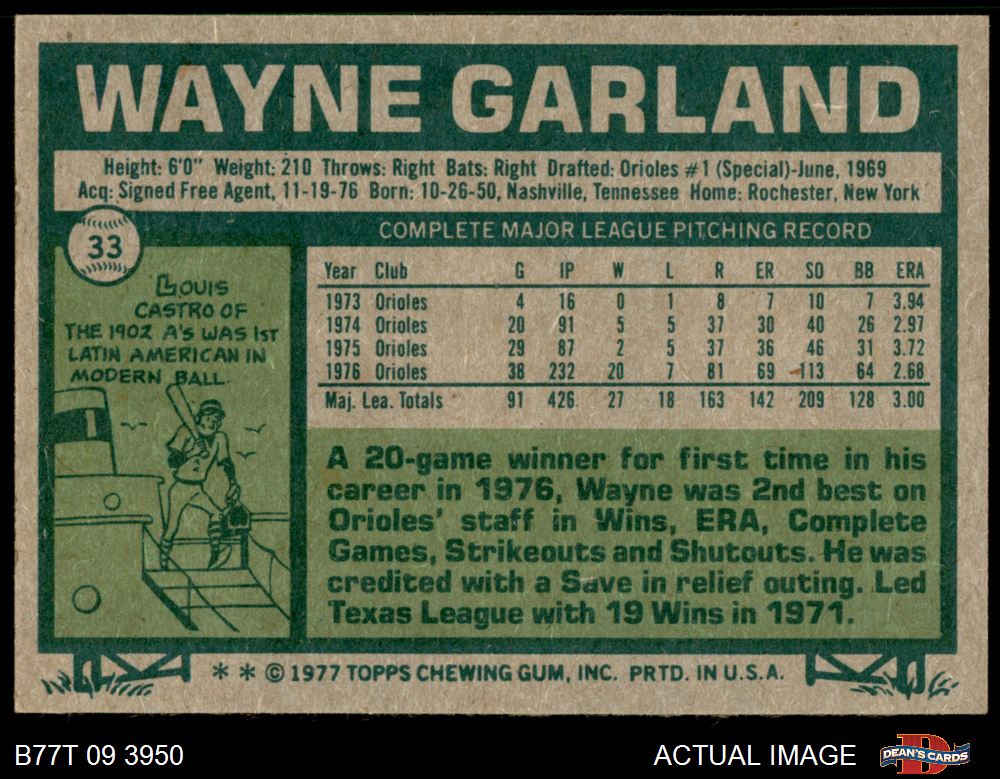 WAYNE GARLAND
Height: 6'0" Weight: 210 Throws: Right Bats: Right Drafted: Orioles #1 (Special)-June, 1969
Acq: Signed Free Agent, 11-19-76 Born: 10-26-50, Nashville, Tennessee Home: Rochester, New York
33
LOUIS
CASTRO OF
THE 1902 A'S WAS 1ST
LATIN AMERICAN IN
MODERN BALL.
COMPLETE MAJOR LEAGUE PITCHING RECORD
Year Club G IP W L R ER SO BB ERA
1973 Orioles 4 16 0 1 8 7 10 7 3.94
1974 Orioles 20 91 5 5 37 30 40 26 2.97
1975 Orioles 29 87 2 5 37 36 46 31 3.72
1976 Orioles 38 232 20 7 81 69 113 64 2.68
Maj. Lea. Totals 91 426 27 18 163 142 209 128 3.00
A 20-game winner for first time in his
career in 1976, Wayne was 2nd best on
Orioles' staff in Wins, ERA, Complete
Games, Strikeouts and Shutouts. He was
credited with a Save in relief outing. Led
Texas League with 19 Wins in 1971.
* * © 1977 TOPPS CHEWING GUM, INC. PRTD. IN U.S.A.
B77T 09 3950
ACTUAL IMAGE
DEAN'S CARDS